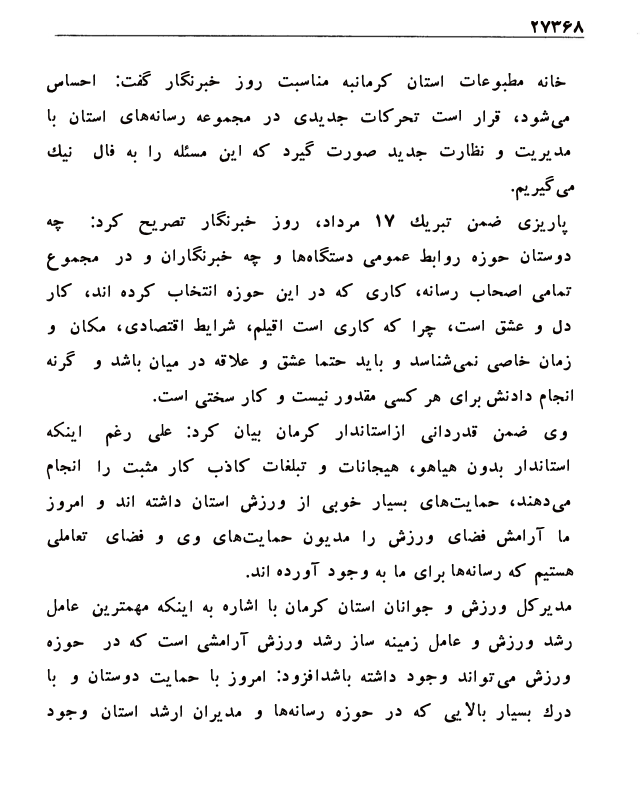 ۲۷۳۶۸
خانه مطبوعات استان کرمانبه مناسبت روز خبرنگار گفت: احساس
می‌شود، قرار است تحرکات جدیدی در مجموعه رسانه‌های استان با
مدیریت و نظارت جدید صورت گیرد که این مسئله را به فال نیك
می‌گیریم.
پاریزی ضمن تبریك ۱۷ مرداد، روز خبرنگار تصریح کرد: چه
دوستان حوزه روابط عمومی دستگاه‌ها و چه خبرنگاران و در مجموع
تمامی اصحاب رسانه، کاری که در این حوزه انتخاب کرده اند، کار
دل و عشق است، چرا که کاری است اقیلم، شرایط اقتصادی، مکان و
زمان خاصی نمی‌شناسد و باید حتما عشق و علاقه در میان باشد و گرنه
انجام دادنش برای هر کسی مقدور نیست و کار سختی است.
وی ضمن قدردانی ازاستاندار کرمان بیان کرد: علی رغم اینکه
استاندار بدون هیاهو، هیجانات و تبلغات کاذب کار مثبت را انجام
می‌دهند، حمایت‌های بسیار خوبی از ورزش استان داشته اند و امروز
ما آرامش فضای ورزش را مدیون حمایت‌های وی و فضای تعاملی
هستیم که رسانه‌ها برای ما به وجود آورده اند.
مدیرکل ورزش و جوانان استان کرمان با اشاره به اینکه مهمترین عامل
رشد ورزش و عامل زمینه ساز رشد ورزش آرامشی است که در حوزه
ورزش می‌تواند وجود داشته باشدافزود: امروز با حمایت دوستان و با
درك بسیار بالایی که در حوزه رسانه‌ها و مدیران ارشد استان وجود